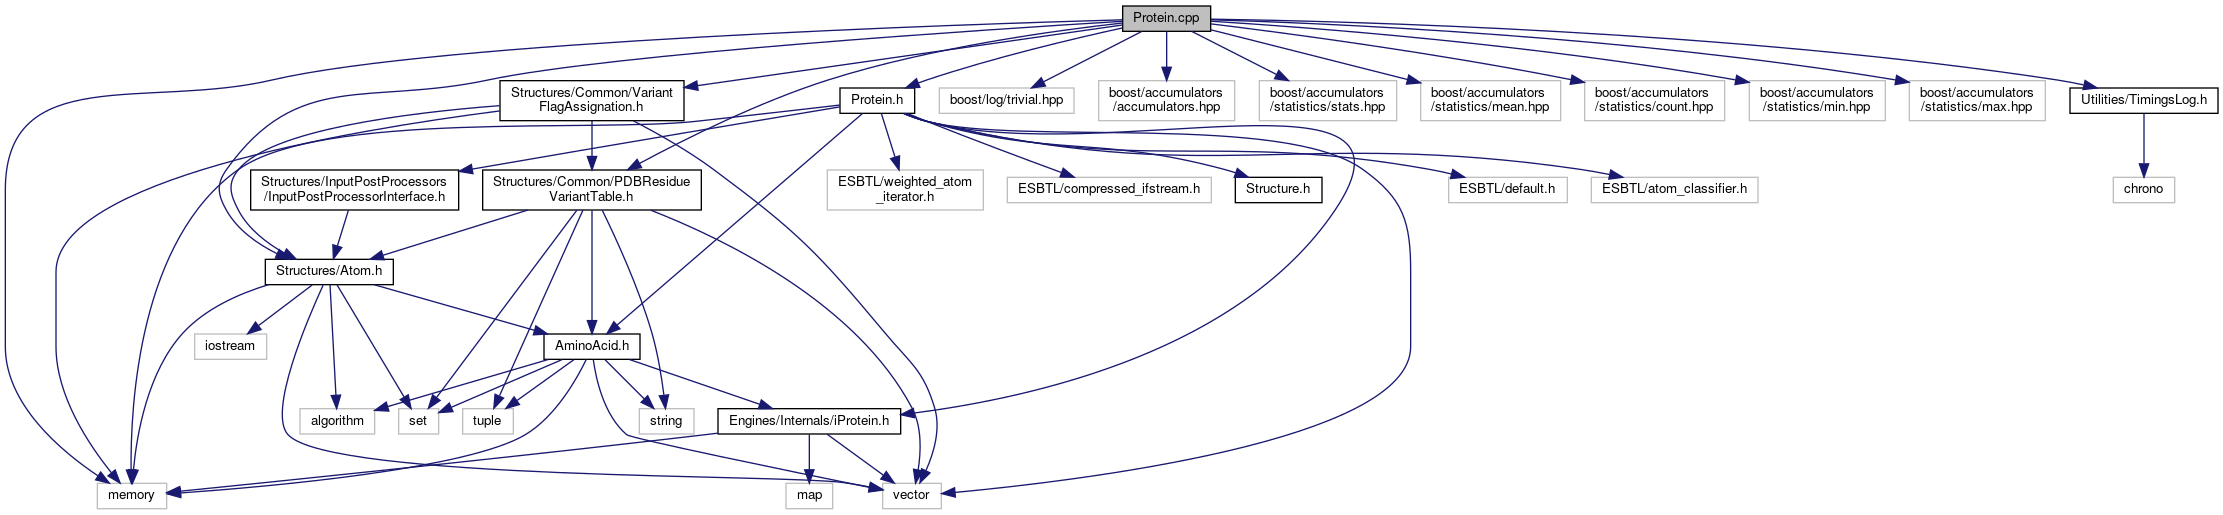 Protein.cpp
Structures/Common/Variant
FlagAssignation.h
Protein.h
boost/log/trivial.hpp
boost/accumulators
/accumulators.hpp
boost/accumulators
/statistics/stats.hpp
boost/accumulators
/statistics/mean.hpp
boost/accumulators
/statistics/count.hpp
boost/accumulators
/statistics/min.hpp
boost/accumulators
/statistics/max.hpp
Utilities/TimingsLog.h
Structures/InputPostProcessors
/InputPostProcessorInterface.h
Structures/Common/PDBResidue
VariantTable.h
ESBTL/weighted_atom
_iterator.h
ESBTL/compressed_ifstream.h
Structure.h
ESBTL/default.h
ESBTL/atom_classifier.h
chrono
Structures/Atom.h
iostream
AminoAcid.h
algorithm
set
tuple
string
Engines/Internals/iProtein.h
memory
map
vector